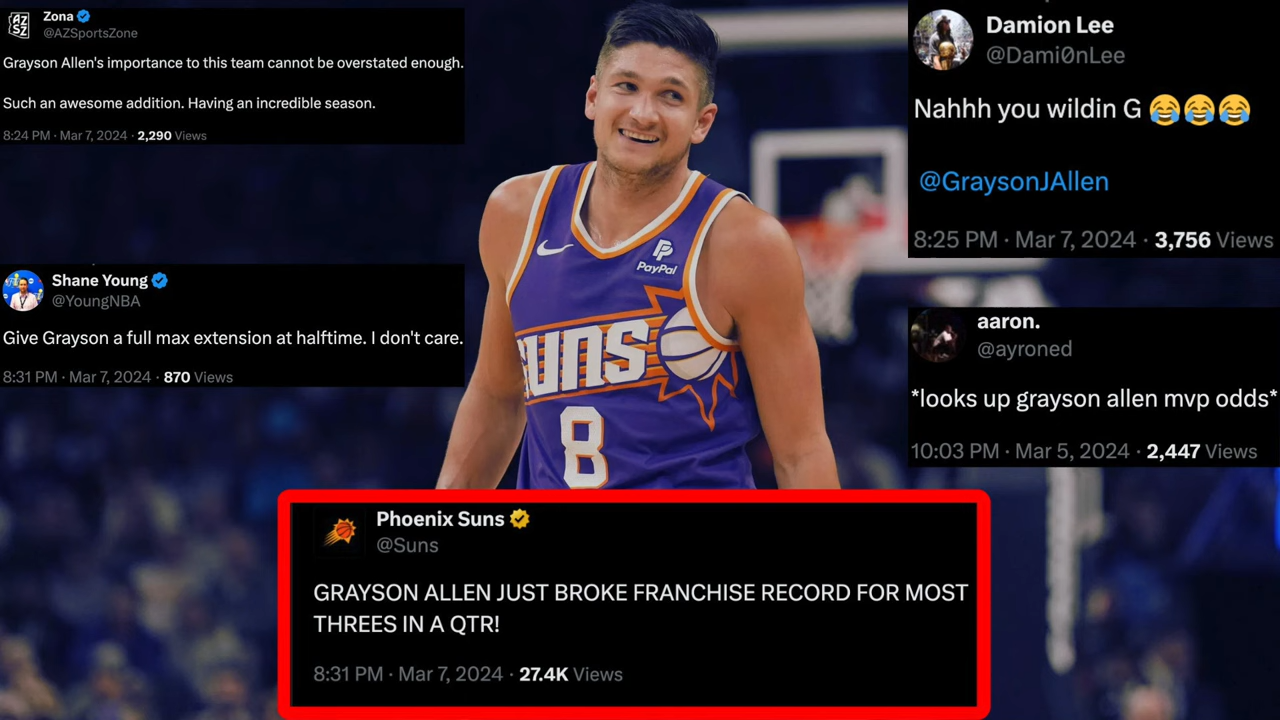 AZ
SZ
Zona
@AZSportsZone
Grayson Allen's importance to this team cannot be overstated enough.
Such an awesome addition. Having an incredible season.
8:24 PM · Mar 7, 2024 · 2,290 Views
Shane Young
@YoungNBA
Give Grayson a full max extension at halftime. I don't care.
8:31 PM · Mar 7, 2024 · 870 Views
PayPal
SUNS
8
Damion Lee
@Dami0nLee
Nahhh you wildin G 😂😂😂
@GraysonJAllen
8:25 PM · Mar 7, 2024 · 3,756 Views
aaron.
@ayroned
*looks up grayson allen mvp odds*
10:03 PM · Mar 5, 2024 · 2,447 Views
Phoenix Suns
@Suns
GRAYSON ALLEN JUST BROKE FRANCHISE RECORD FOR MOST
THREES IN A QTR!
8:31 PM · Mar 7, 2024 · 27.4K Views